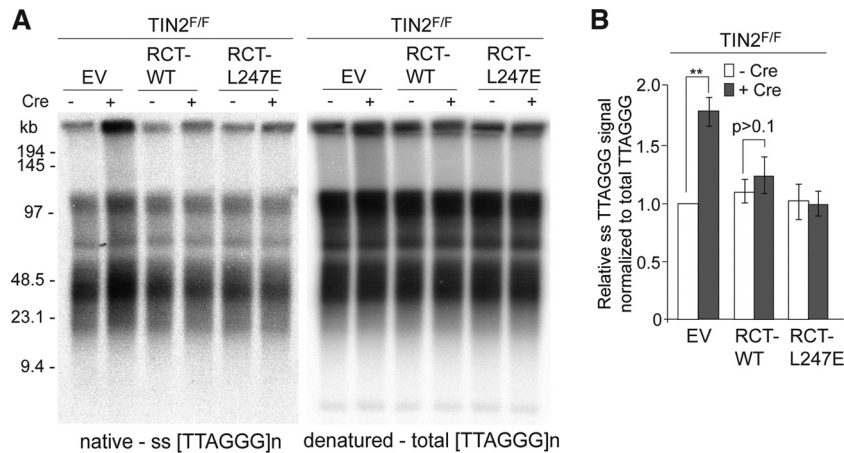 A
TIN2F/F
TIN2F/F
EV
RCT-
WT
RCT-
L247E
EV
RCT-
WT
RCT-
L247E
Cre - + - + - + - + - + - +
kb
194 -
145 -
97 -
48.5 -
23.1 -
9.4 -
native - ss [TTAGGG]n
denatured - total [TTAGGG]n
B
TIN2F/F
Relative ss TTAGGG signal
normalized to total TTAGGG
- Cre
+ Cre
**
p>0.1
2.0
1.5
1.0
0.5
0
EV
RCT-
WT
RCT-
L247E